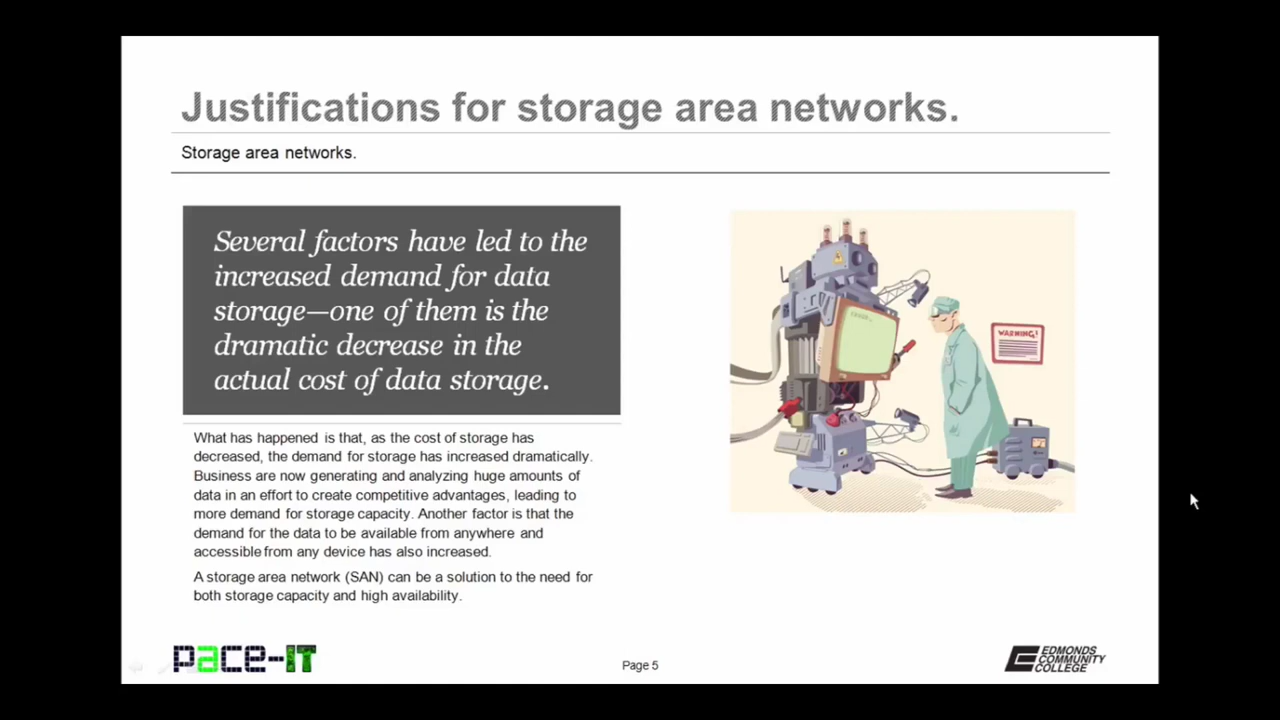 Justifications for storage area networks.
Storage area networks.
Several factors have led to the
increased demand for data
storage—one of them is the
dramatic decrease in the
actual cost of data storage.
What has happened is that, as the cost of storage has
decreased, the demand for storage has increased dramatically.
Business are now generating and analyzing huge amounts of
data in an effort to create competitive advantages, leading to
more demand for storage capacity. Another factor is that the
demand for the data to be available from anywhere and
accessible from any device has also increased.
A storage area network (SAN) can be a solution to the need for
both storage capacity and high availability.
WARNING!
pace-IT
Page 5
EDMONDS
COMMUNITY
COLLEGE